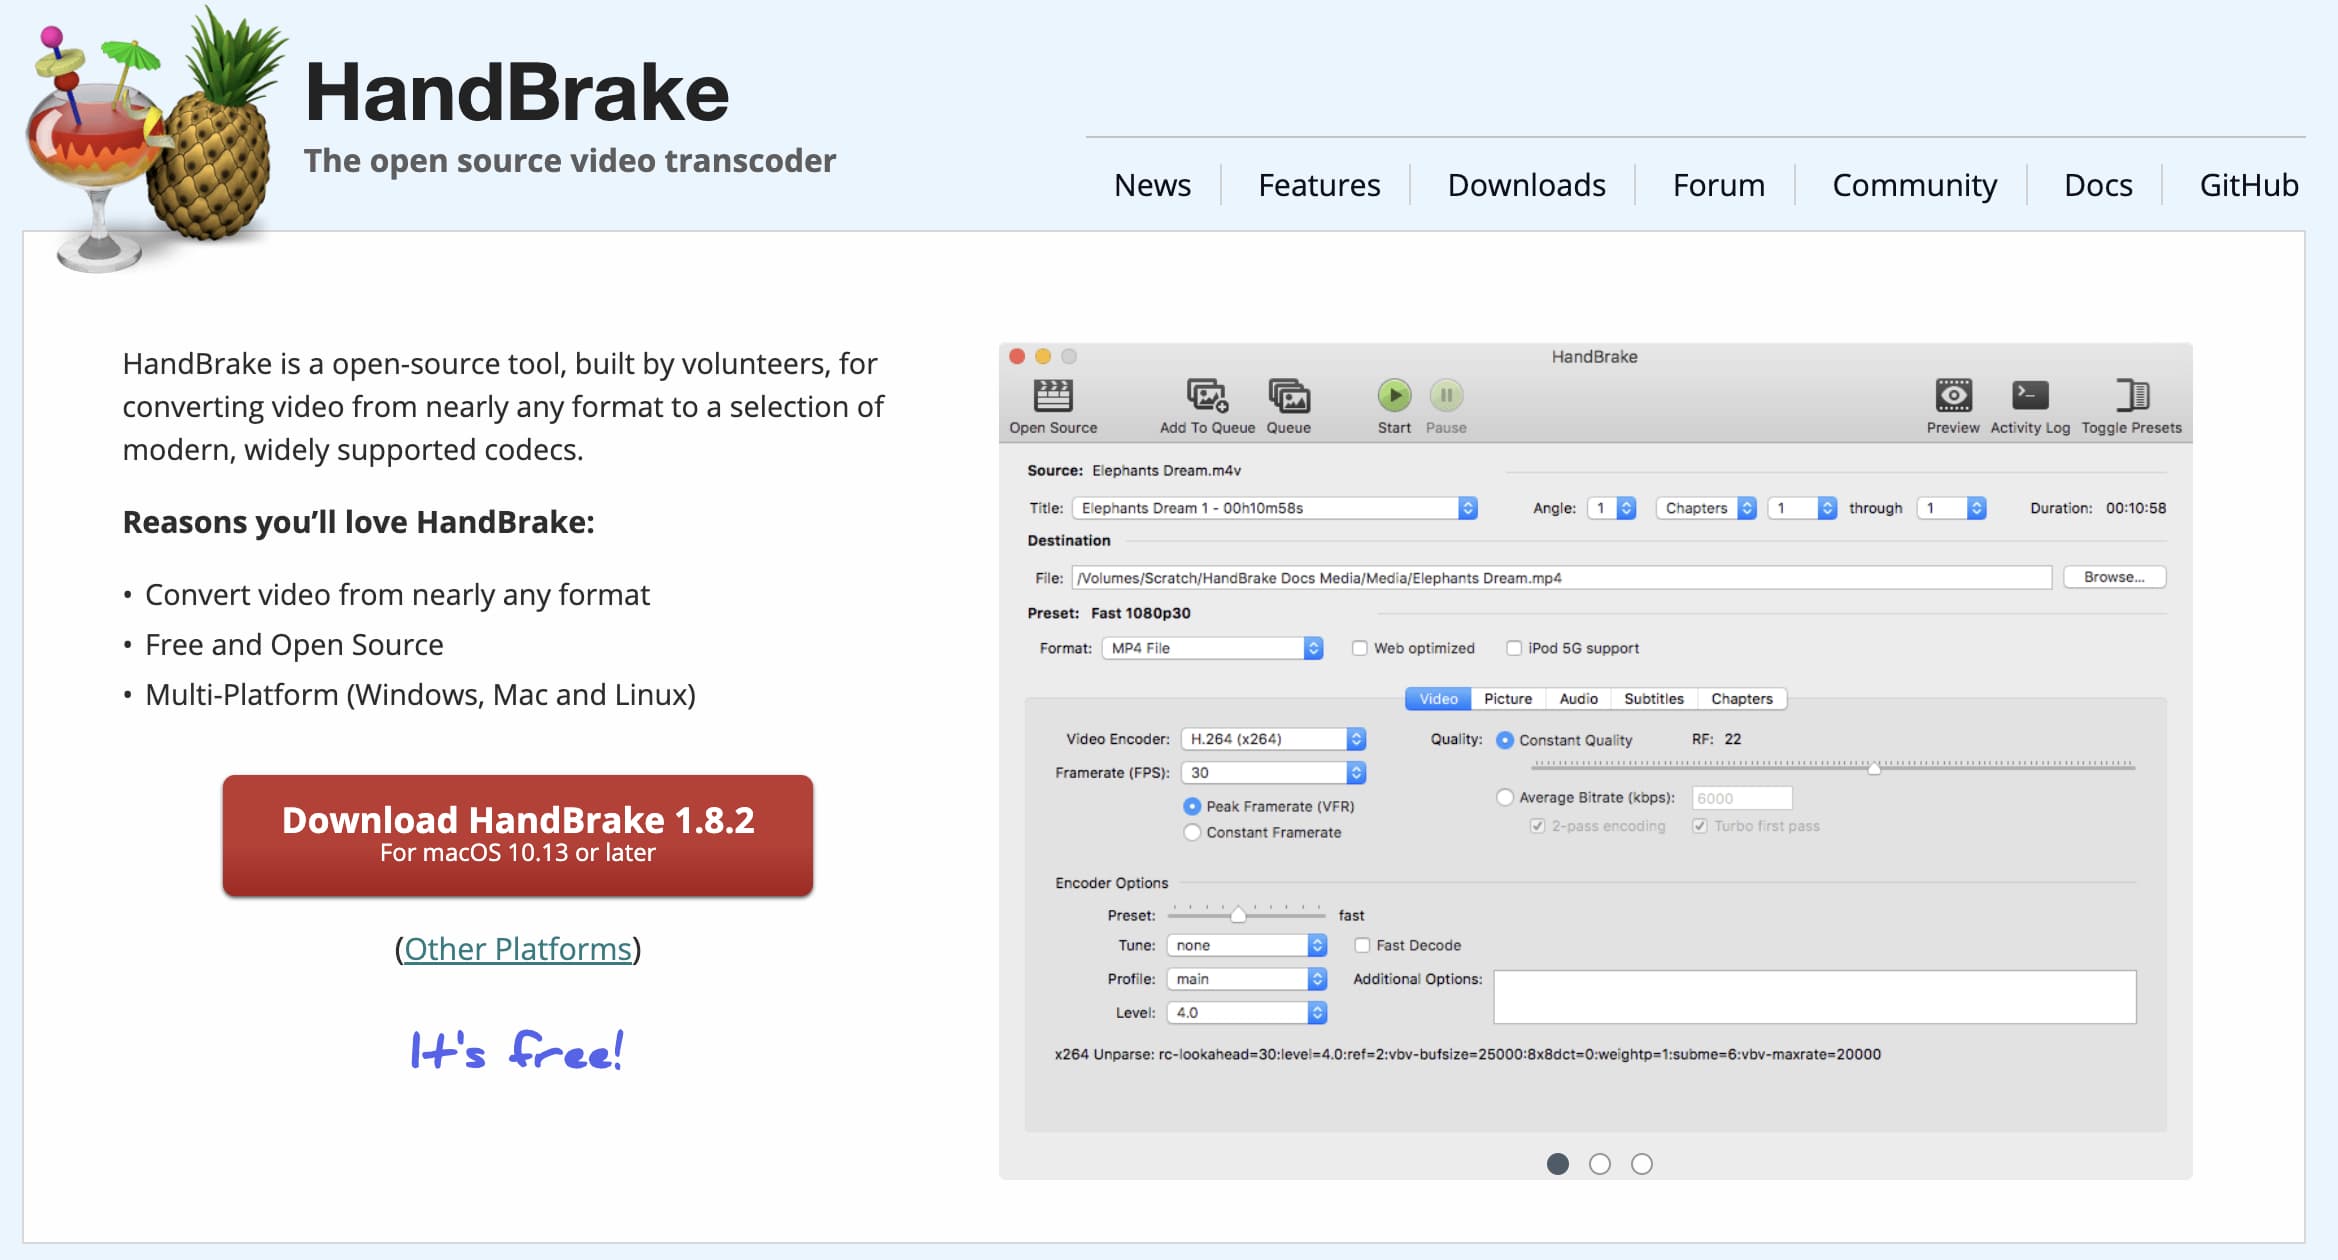 HandBrake
The open source video transcoder
News
Features
Downloads
Forum
Community
Docs
GitHub
HandBrake is a open-source tool, built by volunteers, for
converting video from nearly any format to a selection of
modern, widely supported codecs.
Reasons you’ll love HandBrake:
• Convert video from nearly any format
• Free and Open Source
• Multi-Platform (Windows, Mac and Linux)
Download HandBrake 1.8.2
For macOS 10.13 or later
(Other Platforms)
It's free!
HandBrake
Open Source
Add To Queue
Queue
Start
Pause
Preview
Activity Log
Toggle Presets
Source: Elephants Dream.m4v
Title: Elephants Dream 1 - 00h10m58s
Angle: 1
Chapters 1 through 1
Duration: 00:10:58
Destination
File: /Volumes/Scratch/HandBrake Docs Media/Media/Elephants Dream.mp4
Browse...
Preset: Fast 1080p30
Format: MP4 File
Web optimized
iPod 5G support
Video
Picture
Audio
Subtitles
Chapters
Video Encoder: H.264 (x264)
Quality: Constant Quality
RF: 22
Framerate (FPS): 30
Peak Framerate (VFR)
Average Bitrate (kbps): 6000
Constant Framerate
2-pass encoding
Turbo first pass
Encoder Options
Preset: fast
Tune: none
Fast Decode
Profile: main
Additional Options:
Level: 4.0
x264 Unparse: rc-lookahead=30:level=4.0:ref=2:vbv-bufsize=25000:8x8dct=0:weightp=1:subme=6:vbv-maxrate=20000